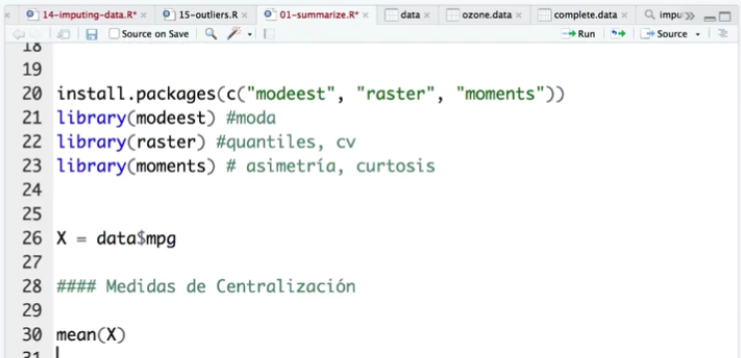 14-imputing-data.R* 15-outliers.R 01-summarize.R* data ozone.data complete.data
Source on Save Run Source
18
19
20 install.packages(c("modeest", "raster", "moments"))
21 library(modeest) #moda
22 library(raster) #quantiles, cv
23 library(moments) # asimetría, curtosis
24
25
26 X = data$mpg
27
28 #### Medidas de Centralización
29
30 mean(X)
31